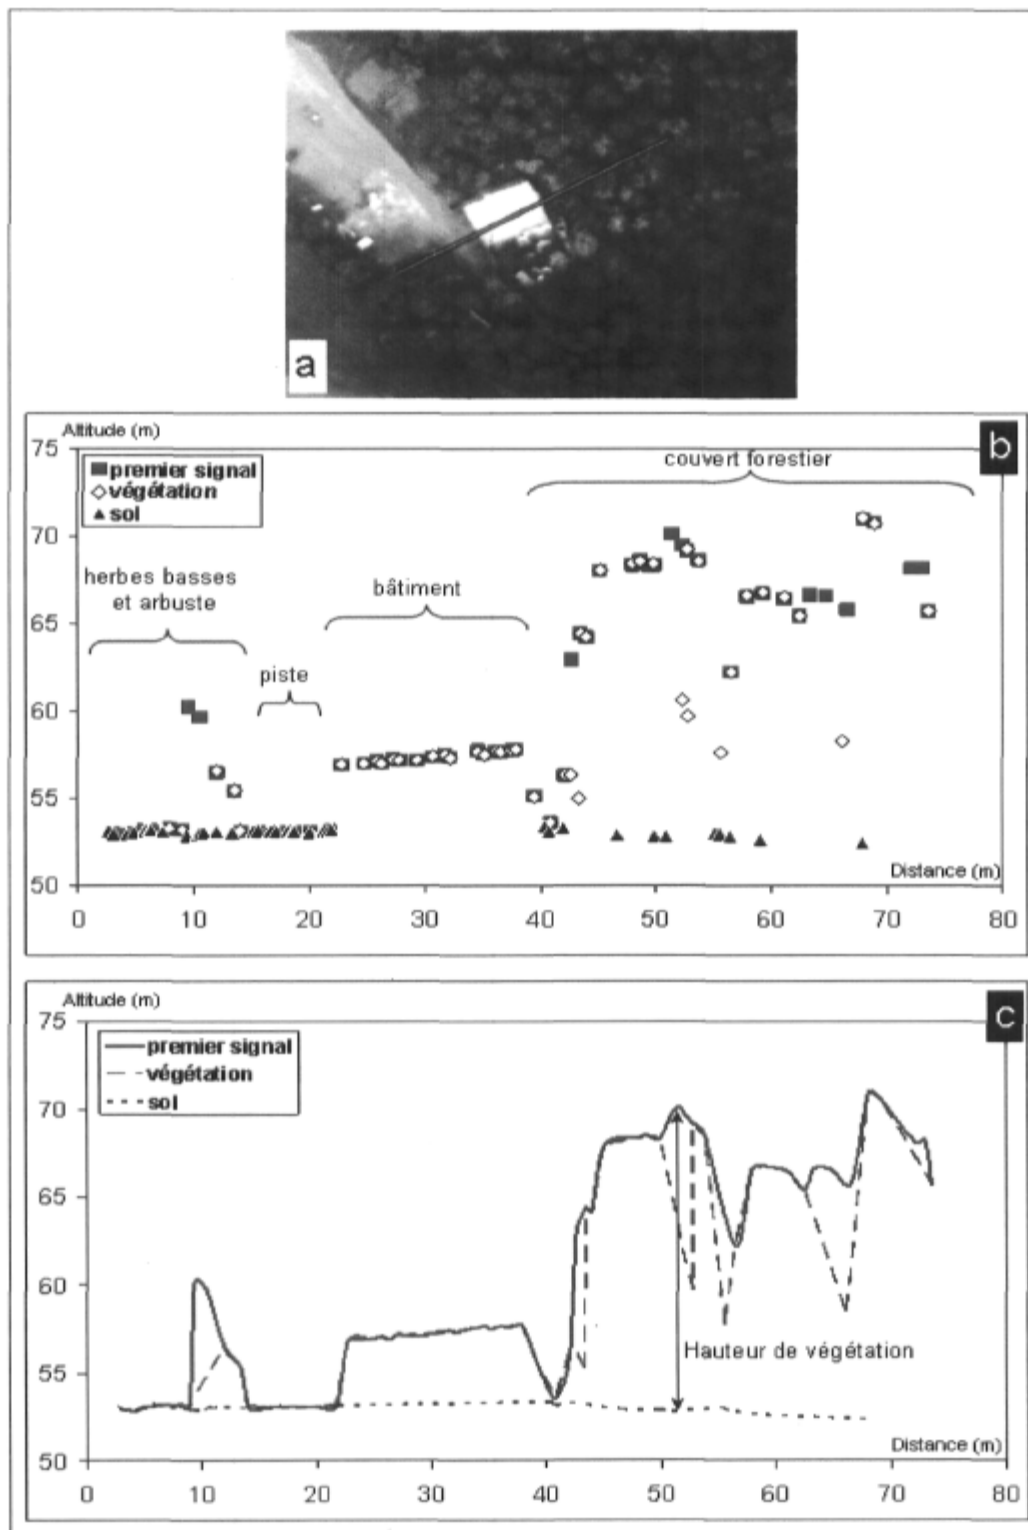 a
b
Altitude (m)
75
70
65
60
55
50
premier signal
végétation
sol
couvert forestier
herbes basses
et arbuste
bâtiment
piste
Distance (m)
0 10 20 30 40 50 60 70 80
c
Altitude (m)
75
70
65
60
55
50
premier signal
végétation
sol
Hauteur de végétation
Distance (m)
0 10 20 30 40 50 60 70 80